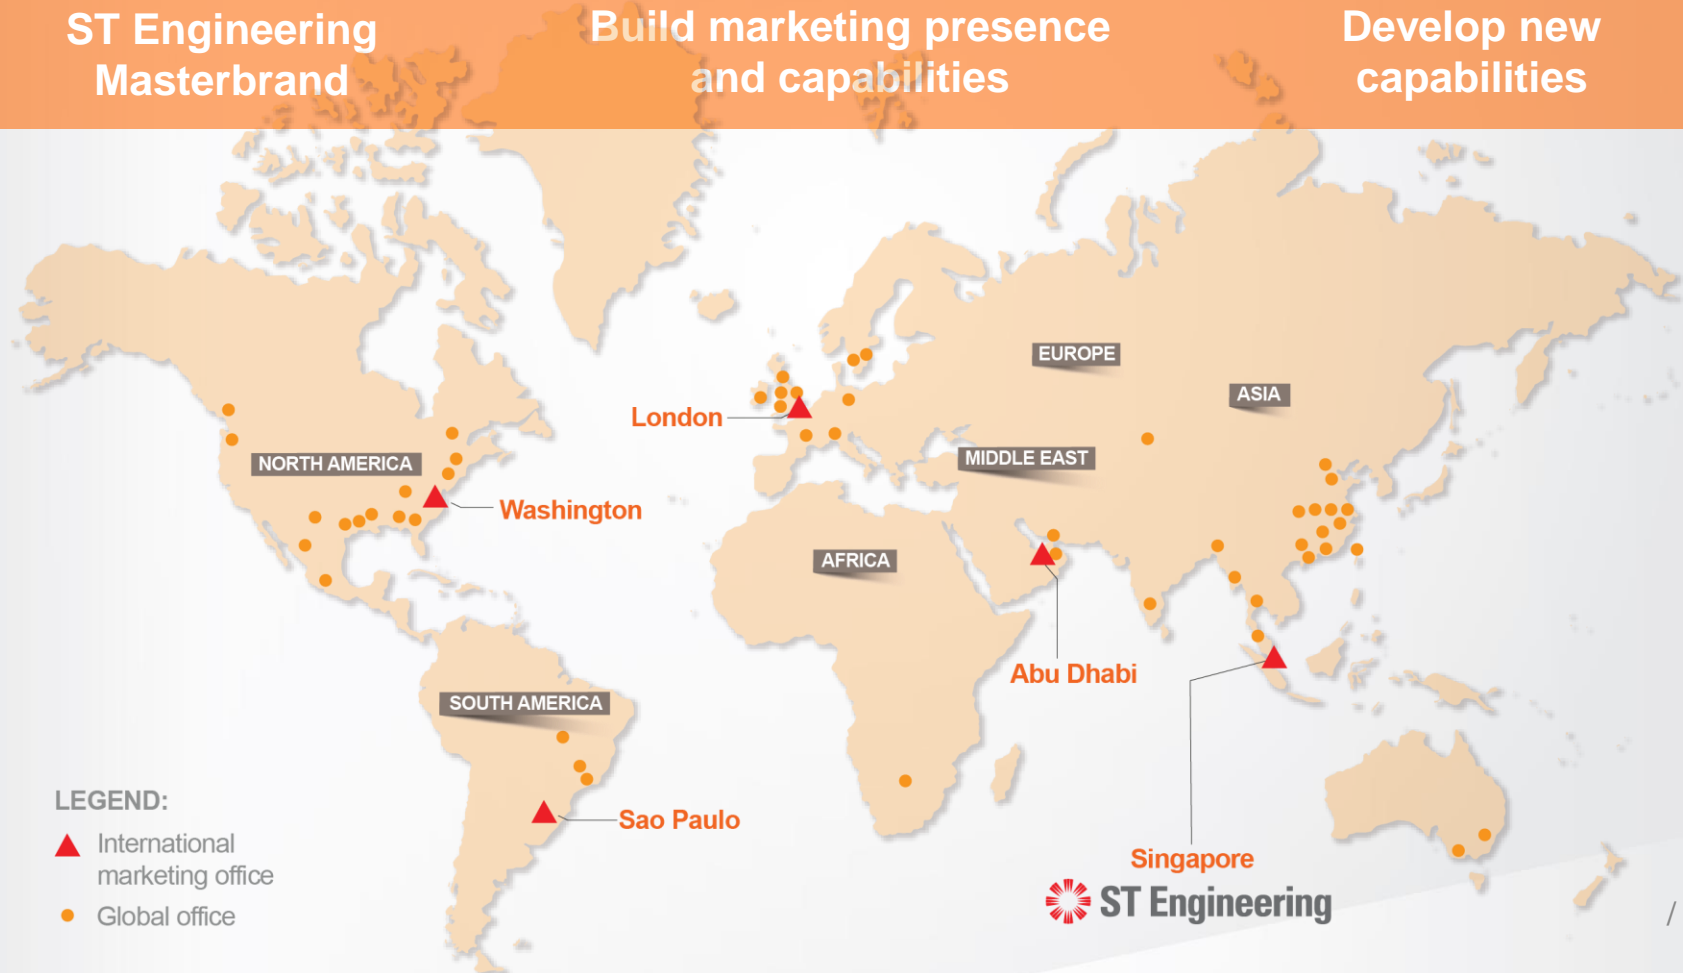 ST Engineering
Masterbrand
Build marketing presence
and capabilities
Develop new
capabilities
EUROPE
ASIA
London
NORTH AMERICA
MIDDLE EAST
Washington
AFRICA
Abu Dhabi
SOUTH AMERICA
Sao Paulo
Singapore
ST Engineering
LEGEND:
International
marketing office
Global office
/